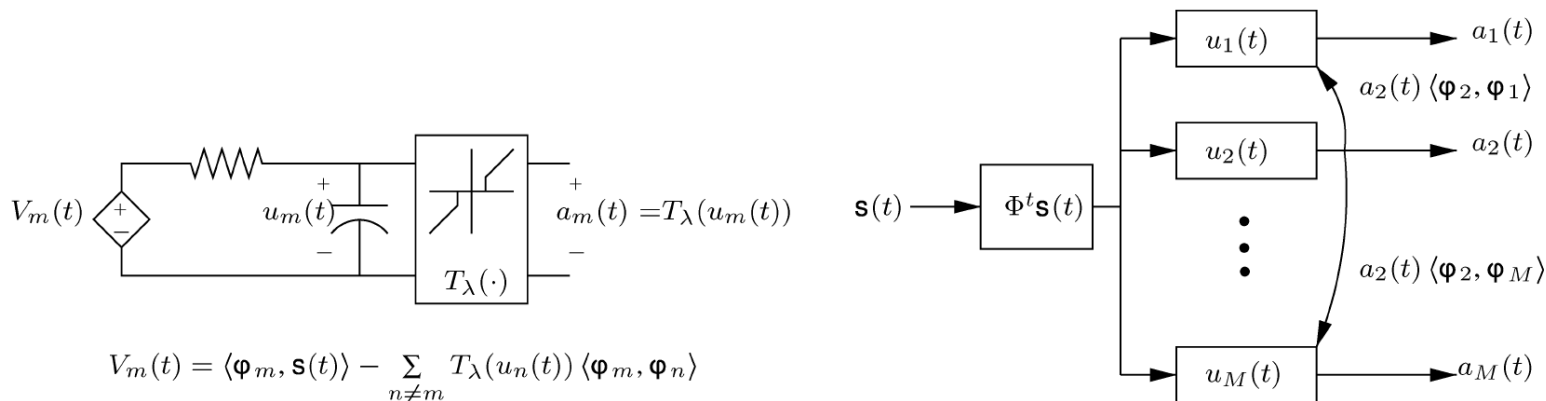 V_m(t)
+
−
u_m(t)
+
−
T_λ(·)
+
a_m(t) =T_λ(u_m(t))
−
V_m(t) = ⟨φ_m, s(t)⟩ − ∑_{n≠m} T_λ(u_n(t)) ⟨φ_m, φ_n⟩
s(t)
Φ^t s(t)
u_1(t)
a_1(t)
a_2(t) ⟨φ_2, φ_1⟩
u_2(t)
a_2(t)
a_2(t) ⟨φ_2, φ_M⟩
u_M(t)
a_M(t)